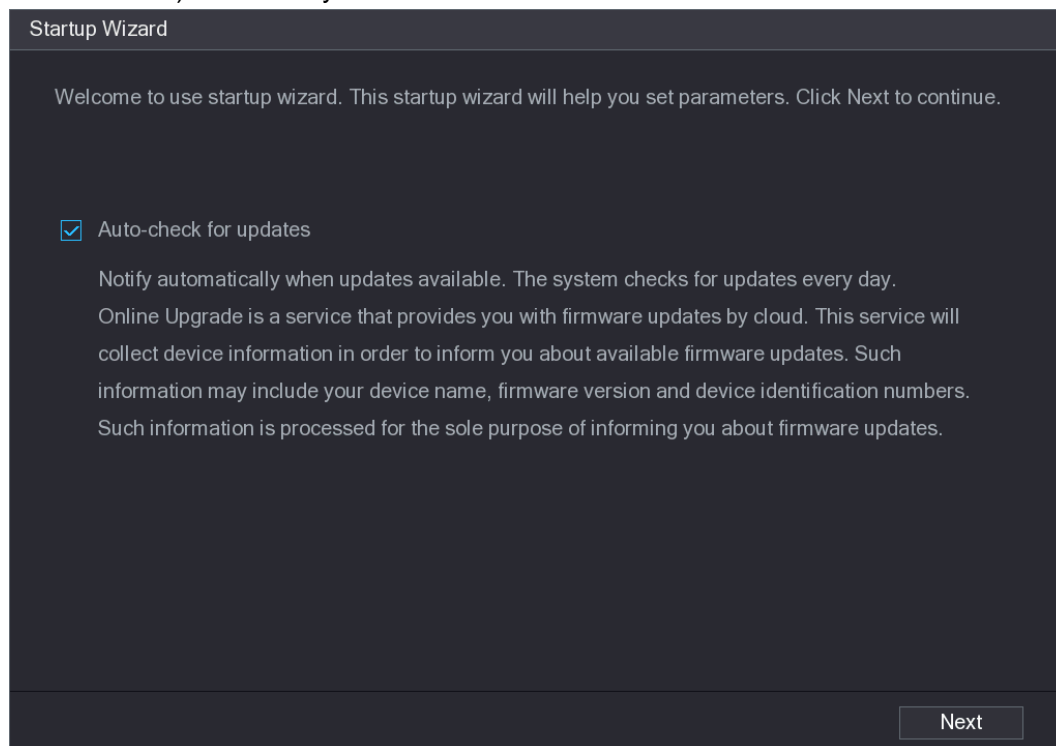 Startup Wizard
Welcome to use startup wizard. This startup wizard will help you set parameters. Click Next to continue.
Auto-check for updates
Notify automatically when updates available. The system checks for updates every day.
Online Upgrade is a service that provides you with firmware updates by cloud. This service will
collect device information in order to inform you about available firmware updates. Such
information may include your device name, firmware version and device identification numbers.
Such information is processed for the sole purpose of informing you about firmware updates.
Next